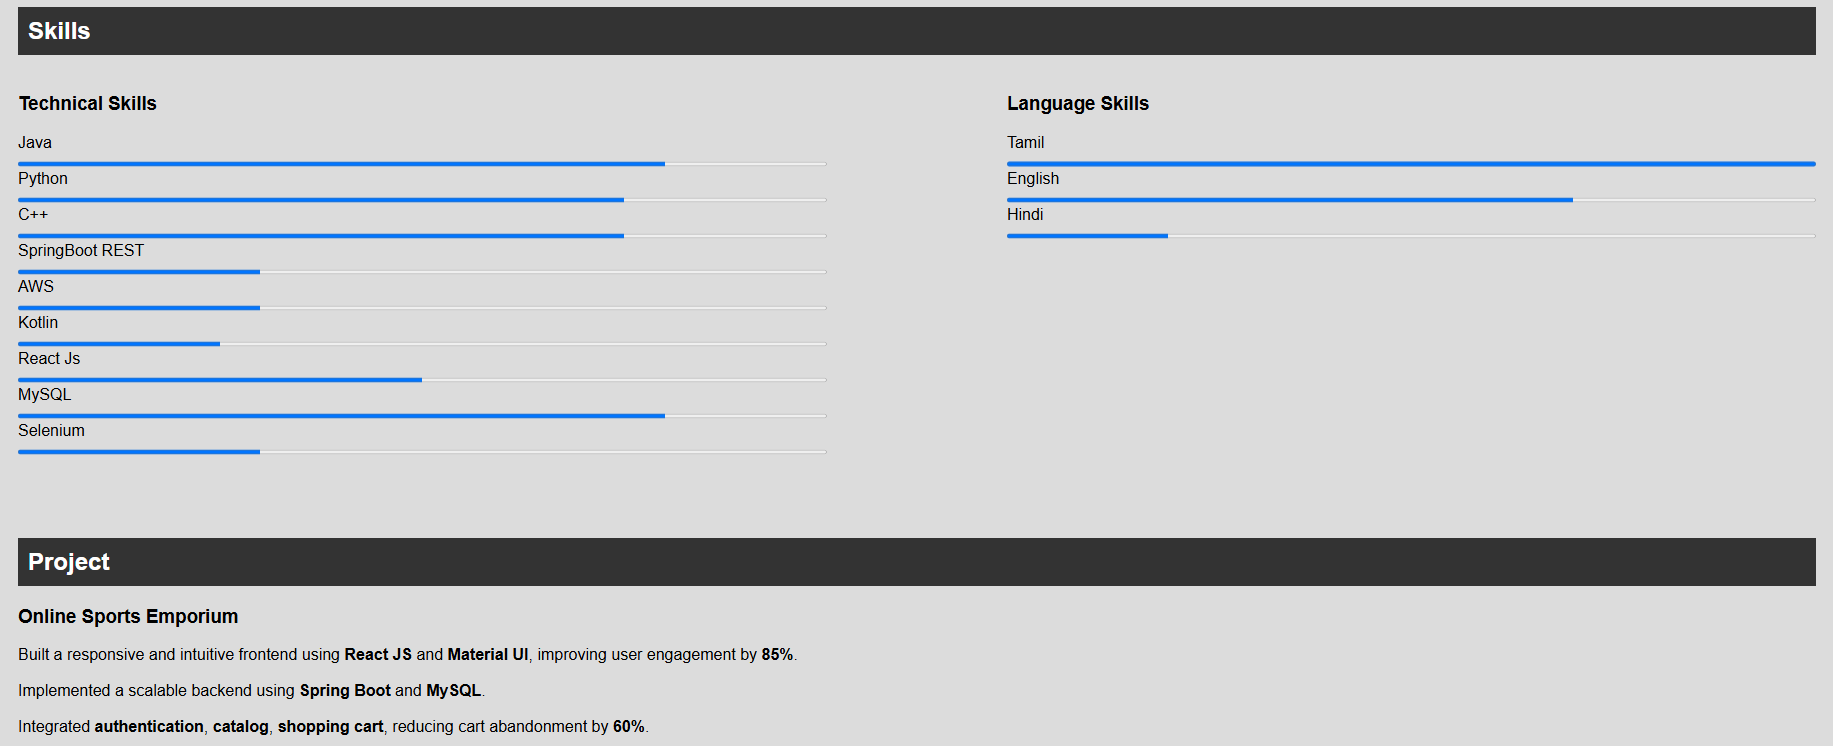 Skills
Technical Skills
Java
Python
C++
SpringBoot REST
AWS
Kotlin
React Js
MySQL
Selenium
Language Skills
Tamil
English
Hindi
Project
Online Sports Emporium
Built a responsive and intuitive frontend using React JS and Material UI, improving user engagement by 85%.
Implemented a scalable backend using Spring Boot and MySQL.
Integrated authentication, catalog, shopping cart, reducing cart abandonment by 60%.